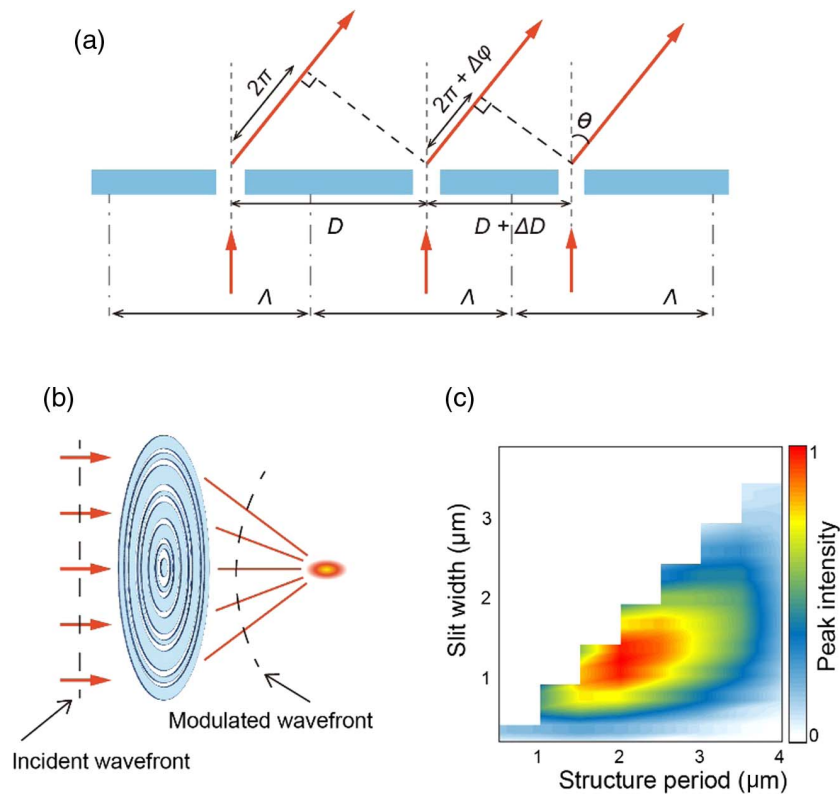 (a)
2π
2π + Δφ
θ
D
D + ΔD
Λ
Λ
Λ
(b)
Modulated wavefront
Incident wavefront
(c)
Slit width (μm)
3
2
1
1
2
3
4
Structure period (μm)
1
0
Peak intensity